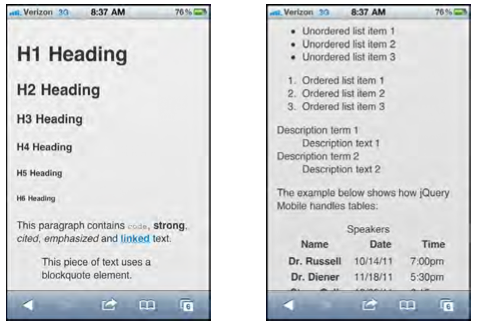 Verizon 3G 8:37 AM 76%
H1 Heading
H2 Heading
H3 Heading
H4 Heading
H5 Heading
H6 Heading
This paragraph contains code, strong,
cited, emphasized and linked text.
This piece of text uses a
blockquote element.
6
Verizon 3G 8:37 AM 76%
• Unordered list item 1
• Unordered list item 2
• Unordered list item 3
1. Ordered list item 1
2. Ordered list item 2
3. Ordered list item 3
Description term 1
Description text 1
Description term 2
Description text 2
The example below shows how jQuery
Mobile handles tables:
Speakers
Name Date Time
Dr. Russell 10/14/11 7:00pm
Dr. Diener 11/18/11 5:30pm
6